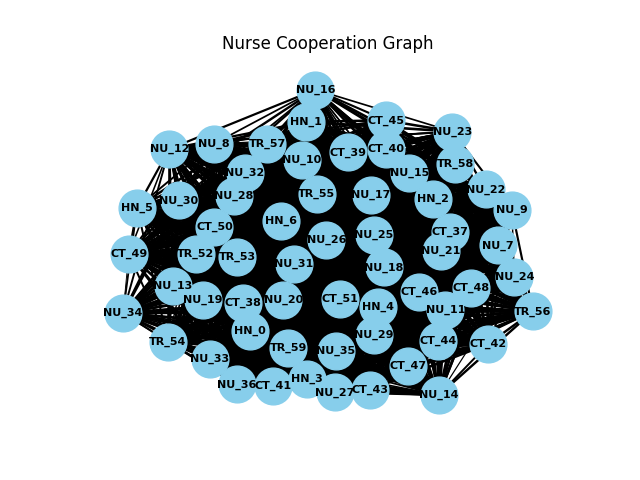 Nurse Cooperation Graph
NU_16
HN_1
CT_45
NU_23
NU_12
NU_8
TR_57
NU_10
CT_39
CT_40
TR_58
NU_32
NU_15
NU_30
NU_28
TR_55
NU_17
HN_2
NU_22
HN_5
NU_9
CT_50
HN_6
NU_26
NU_25
CT_37
CT_49
TR_52
TR_53
NU_21
NU_7
NU_31
NU_18
NU_13
NU_24
NU_34
NU_19
CT_38
NU_20
CT_51
HN_4
CT_46
CT_48
NU_11
TR_56
TR_54
HN_0
NU_29
CT_44
CT_42
NU_33
TR_59
NU_35
CT_47
NU_36
CT_41
HN_3
NU_27
CT_43
NU_14